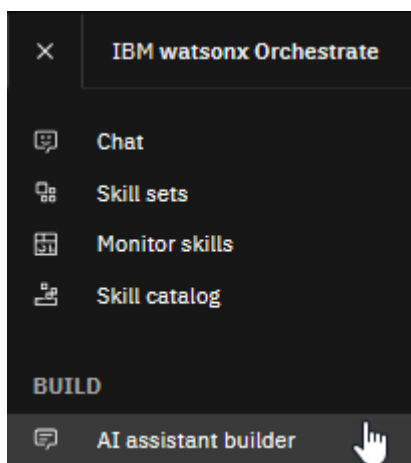 IBM watsonx Orchestrate
Chat
Skill sets
Monitor skills
Skill catalog
BUILD
AI assistant builder